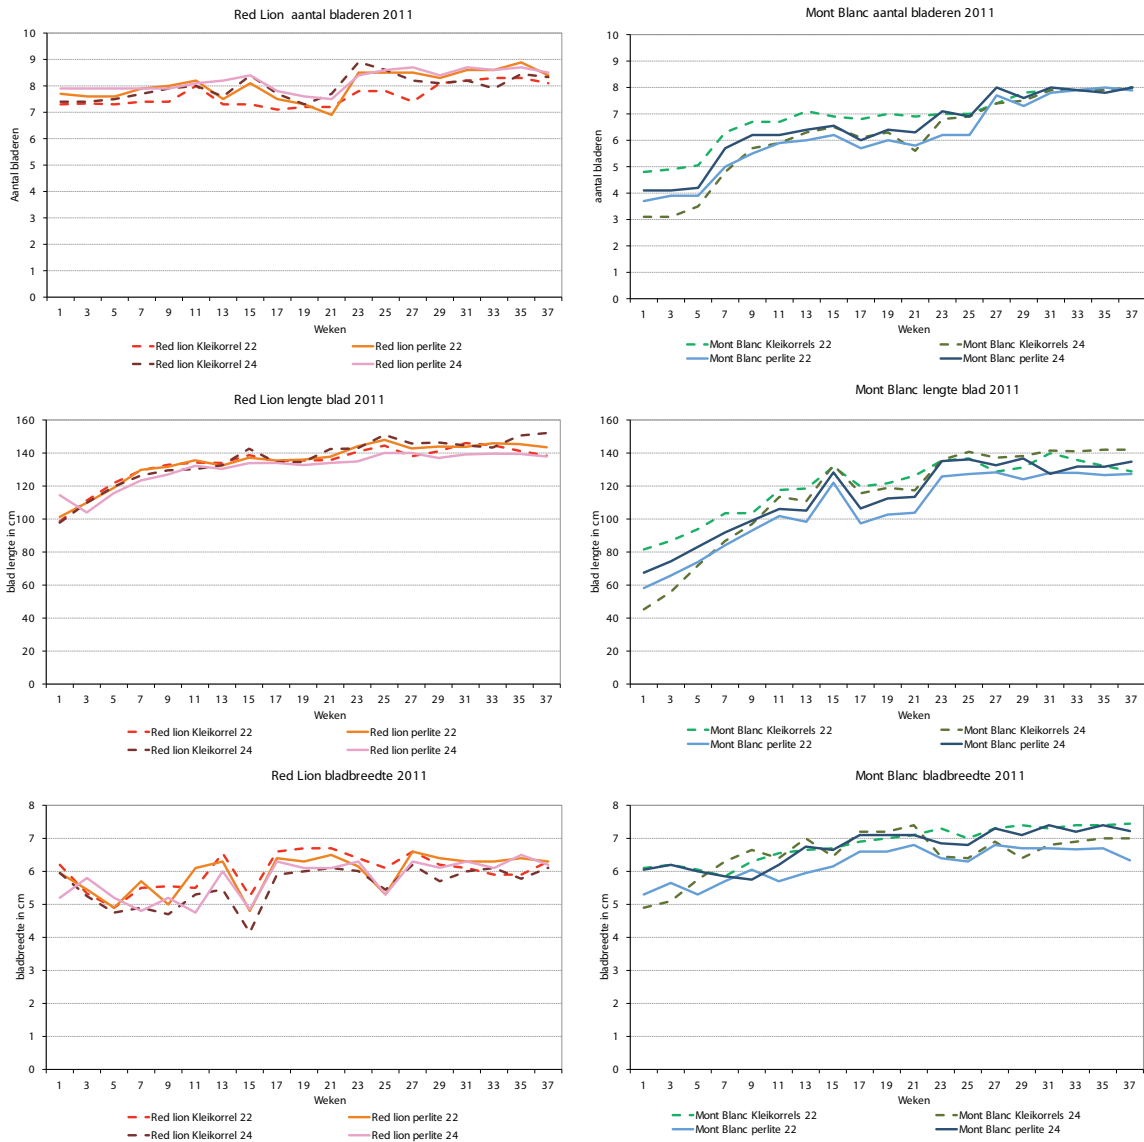 Red Lion aantal bladeren 2011
Aantal bladeren
10
9
8
7
6
5
4
3
2
1
0
1 3 5 7 9 11 13 15 17 19 21 23 25 27 29 31 33 35 37
Weken
Red lion Kleikorrel 22 Red lion perlite 22
Red lion Kleikorrel 24 Red lion perlite 24
Mont Blanc aantal bladeren 2011
aantal bladeren
10
9
8
7
6
5
4
3
2
1
0
1 3 5 7 9 11 13 15 17 19 21 23 25 27 29 31 33 35 37
Weken
Mont Blanc Kleikorrels 22 Mont Blanc Kleikorrels 24
Mont Blanc perlite 22 Mont Blanc perlite 24
Red Lion lengte blad 2011
blad lengte in cm
160
140
120
100
80
60
40
20
0
1 3 5 7 9 11 13 15 17 19 21 23 25 27 29 31 33 35 37
Weken
Red lion Kleikorrel 22 Red lion perlite 22
Red lion Kleikorrel 24 Red lion perlite 24
Mont Blanc lengte blad 2011
blad lengte in cm
160
140
120
100
80
60
40
20
0
1 3 5 7 9 11 13 15 17 19 21 23 25 27 29 31 33 35 37
Weken
Mont Blanc Kleikorrels 22 Mont Blanc Kleikorrels 24
Mont Blanc perlite 22 Mont Blanc perlite 24
Red Lion bladbreedte 2011
bladbreedte in cm
8
7
6
5
4
3
2
1
0
1 3 5 7 9 11 13 15 17 19 21 23 25 27 29 31 33 35 37
Weken
Red lion Kleikorrel 22 Red lion perlite 22
Red lion Kleikorrel 24 Red lion perlite 24
Mont Blanc bladbreedte 2011
bladbreedte in cm
8
7
6
5
4
3
2
1
0
1 3 5 7 9 11 13 15 17 19 21 23 25 27 29 31 33 35 37
Weken
Mont Blanc Kleikorrels 22 Mont Blanc Kleikorrels 24
Mont Blanc perlite 22 Mont Blanc perlite 24